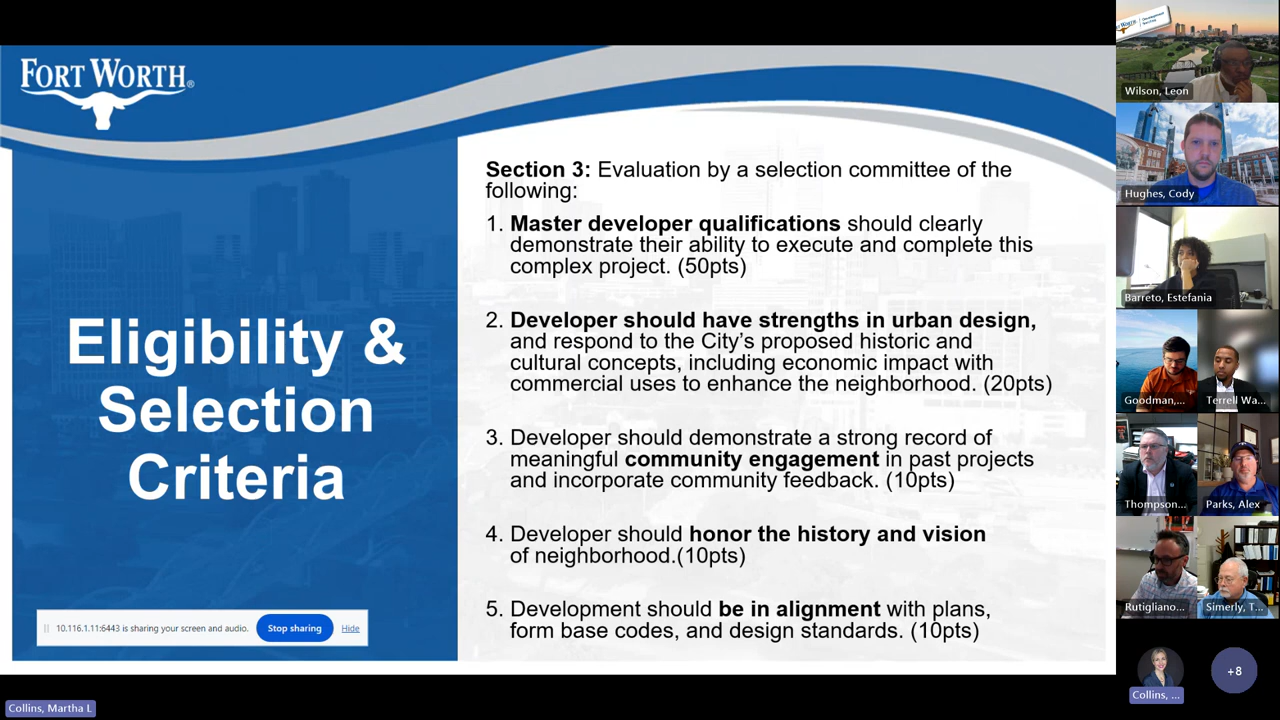 FORT WORTH®
Eligibility &
Selection
Criteria
Section 3: Evaluation by a selection committee of the
following:
1. Master developer qualifications should clearly
demonstrate their ability to execute and complete this
complex project. (50pts)
2. Developer should have strengths in urban design,
and respond to the City's proposed historic and
cultural concepts, including economic impact with
commercial uses to enhance the neighborhood. (20pts)
3. Developer should demonstrate a strong record of
meaningful community engagement in past projects
and incorporate community feedback. (10pts)
4. Developer should honor the history and vision
of neighborhood.(10pts)
5. Development should be in alignment with plans,
form base codes, and design standards. (10pts)
10.116.1.11:6443 is sharing your screen and audio.
Stop sharing
Hide
Collins, Martha L
Wilson, Leon
Hughes, Cody
Barreto, Estefania
Goodman,...
Terrell Wa...
Thompson...
Parks, Alex
Rutigliano...
Simerly, T...
Collins, ...
+8